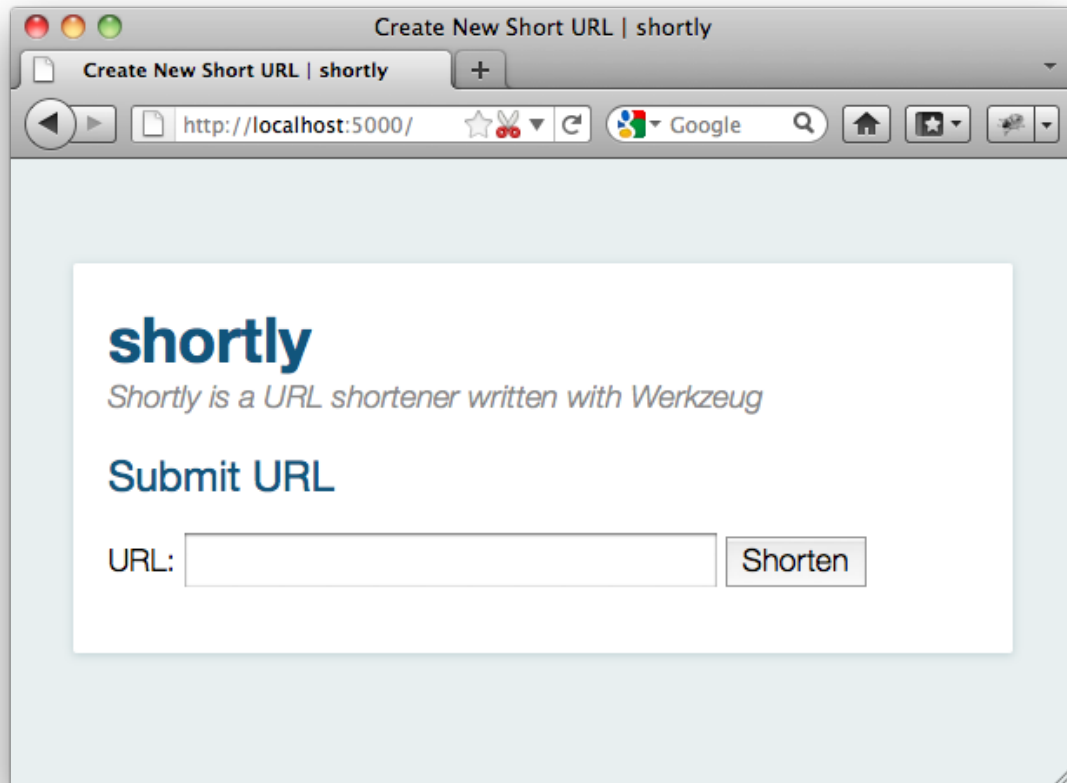 Create New Short URL | shortly
Create New Short URL | shortly
http://localhost:5000/ Google
shortly
Shortly is a URL shortener written with Werkzeug
Submit URL
URL: Shorten